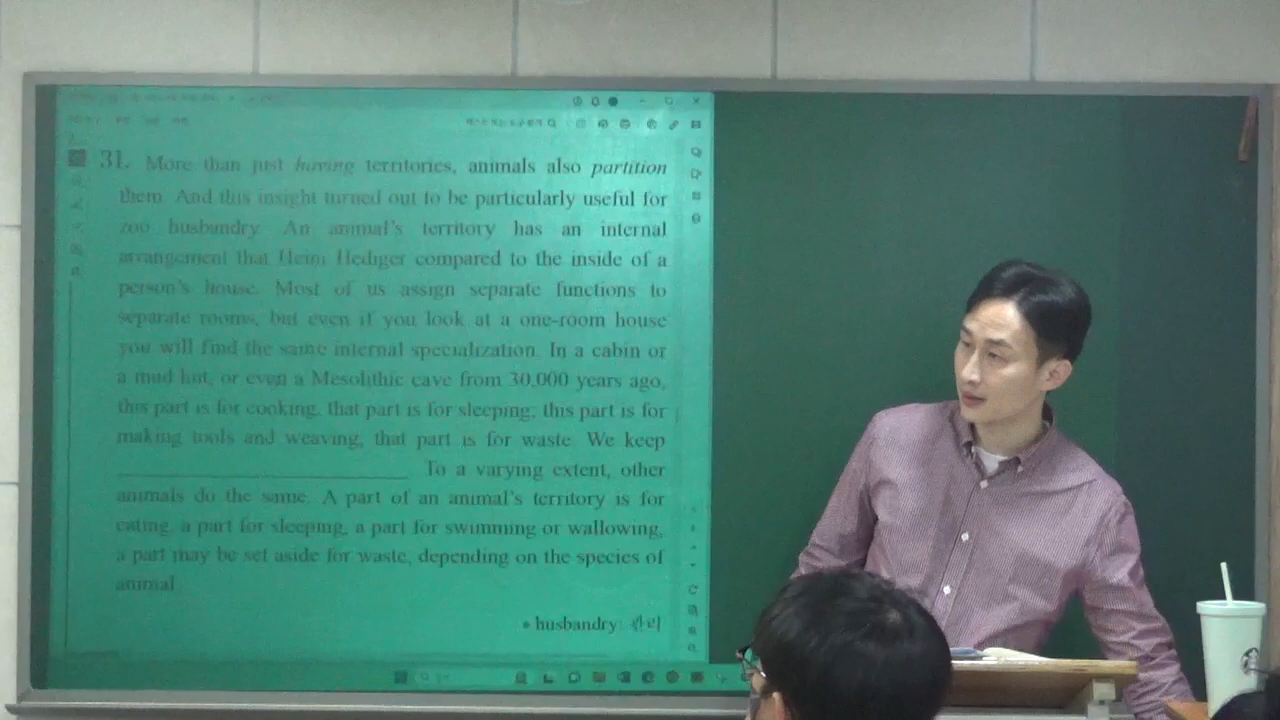 31. More than just having territories, animals also partition
them. And this insight turned out to be particularly useful for
zoo husbandry. An animal's territory has an internal
arrangement that Heini Hediger compared to the inside of a
person's house. Most of us assign separate functions to
separate rooms, but even if you look at a one-room house
you will find the same internal specialization. In a cabin or
a mud hut, or even a Mesolithic cave from 30,000 years ago,
this part is for cooking, that part is for sleeping; this part is for
making tools and weaving, that part is for waste. We keep
To a varying extent, other
animals do the same. A part of an animal's territory is for
eating, a part for sleeping, a part for swimming or wallowing,
a part may be set aside for waste, depending on the species of
animal.
* husbandry: 관리